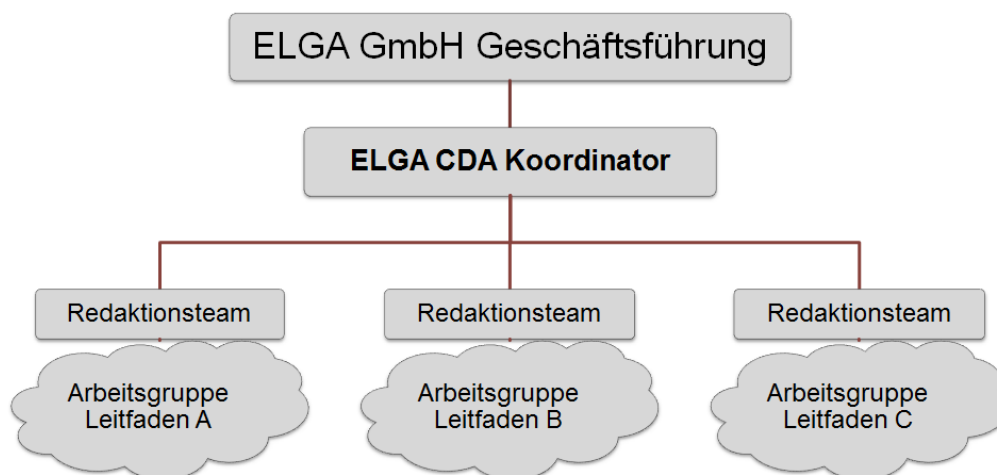 ELGA GmbH Geschäftsführung
ELGA CDA Koordinator
Redaktionsteam
Redaktionsteam
Redaktionsteam
Arbeitsgruppe
Leitfaden A
Arbeitsgruppe
Leitfaden B
Arbeitsgruppe
Leitfaden C